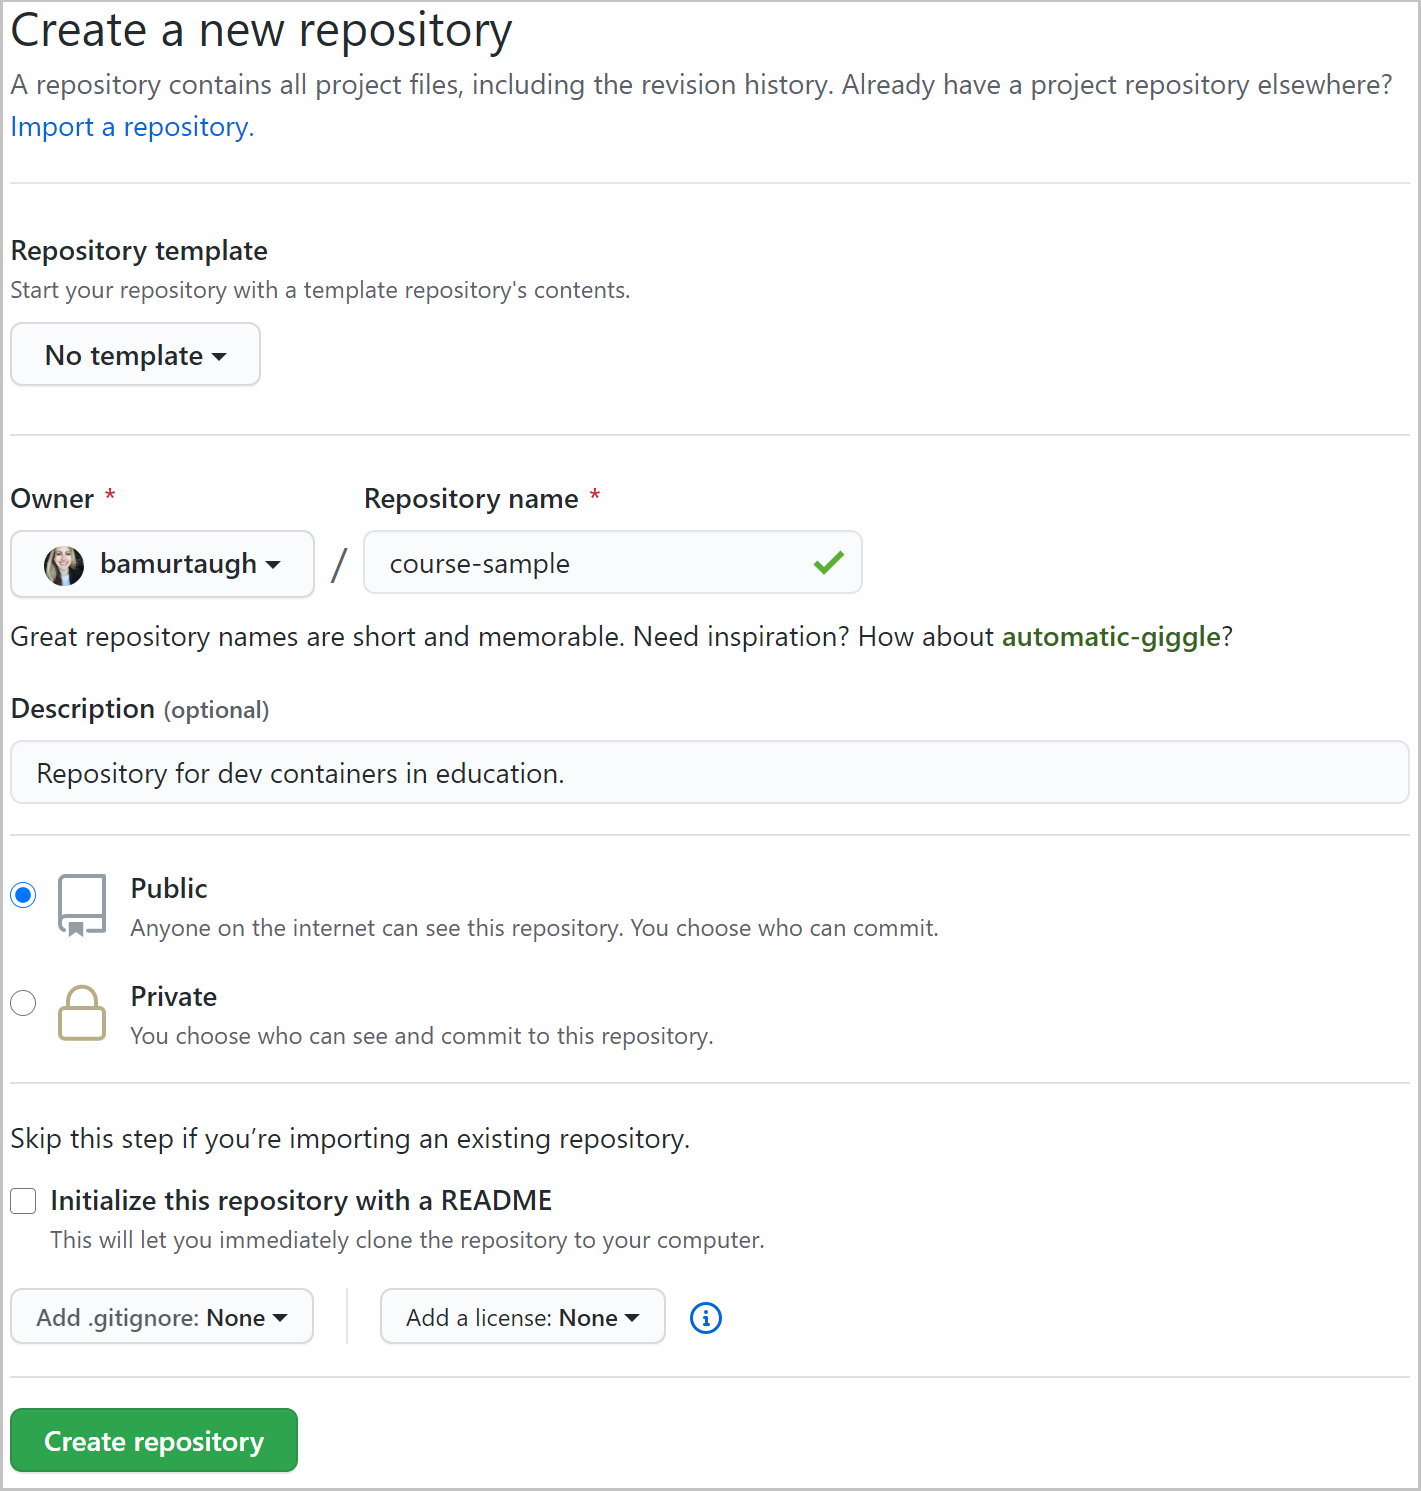 Create a new repository
A repository contains all project files, including the revision history. Already have a project repository elsewhere?
Import a repository.
Repository template
Start your repository with a template repository's contents.
No template
Owner *
Repository name *
bamurtaugh / course-sample
Great repository names are short and memorable. Need inspiration? How about automatic-giggle?
Description (optional)
Repository for dev containers in education.
Public
Anyone on the internet can see this repository. You choose who can commit.
Private
You choose who can see and commit to this repository.
Skip this step if you’re importing an existing repository.
Initialize this repository with a README
This will let you immediately clone the repository to your computer.
Add .gitignore: None
Add a license: None
Create repository